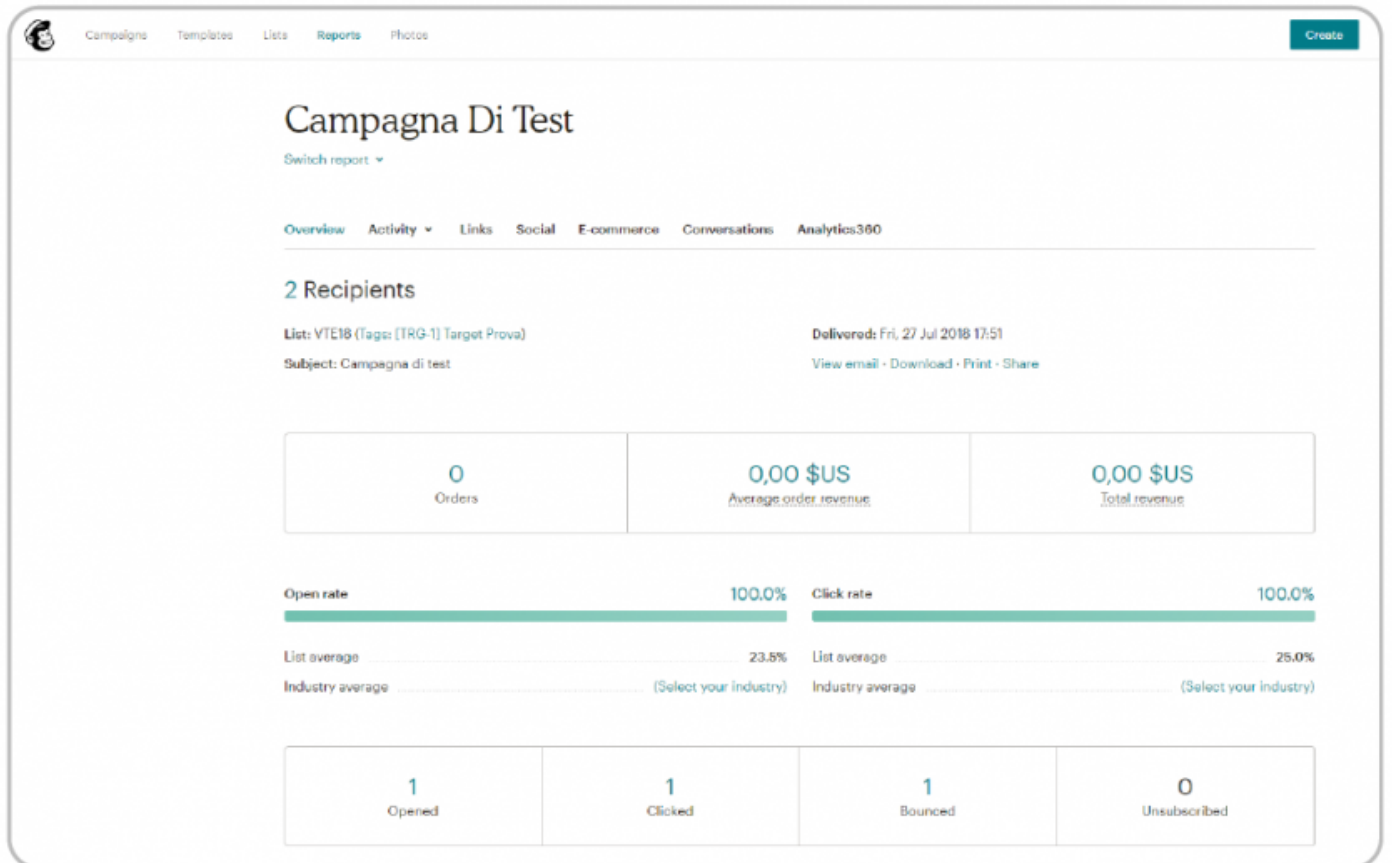 Campaigns Templates Lists Reports Photos Create
Campagna Di Test
Switch report
Overview Activity Links Social E-commerce Conversations Analytics360
2 Recipients
List: VTE18 (Tags: [TRG-1] Target Prova) Delivered: Fri, 27 Jul 2018 17:51
Subject: Campagna di test View email · Download · Print · Share
0 0,00 $US 0,00 $US
Orders Average order revenue Total revenue
Open rate 100.0% Click rate 100.0%
List average 23.5% List average 25.0%
Industry average (Select your industry) Industry average (Select your industry)
1 1 1 0
Opened Clicked Bounced Unsubscribed